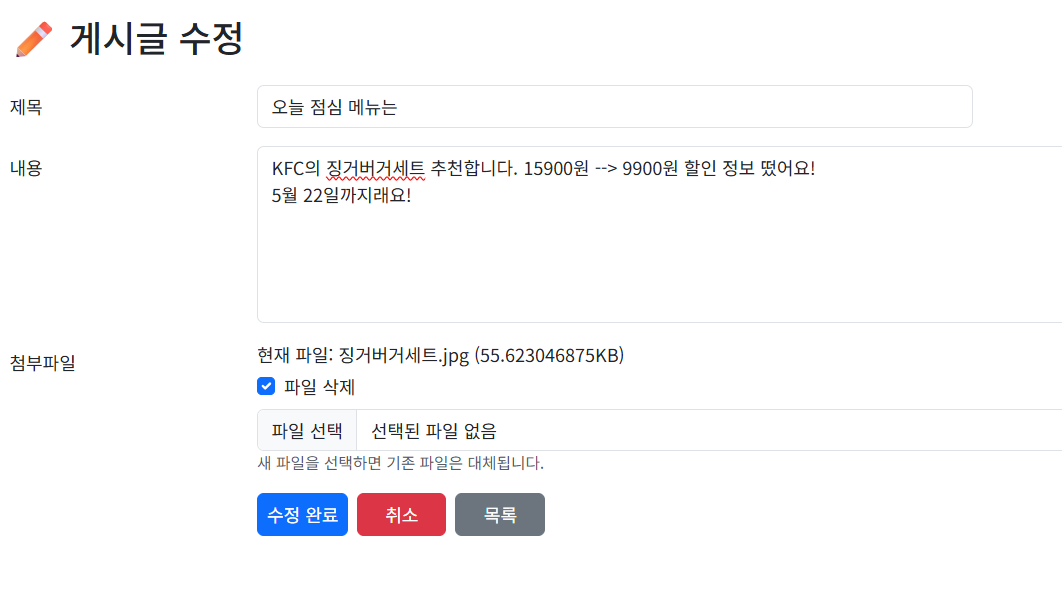 게시글 수정
제목
오늘 점심 메뉴는
내용
KFC의 징거버거세트 추천합니다. 15900원 --> 9900원 할인 정보 떴어요!
5월 22일까지래요!
첨부파일
현재 파일: 징거버거세트.jpg (55.623046875KB)
파일 삭제
파일 선택 선택된 파일 없음
새 파일을 선택하면 기존 파일은 대체됩니다.
수정 완료 취소 목록